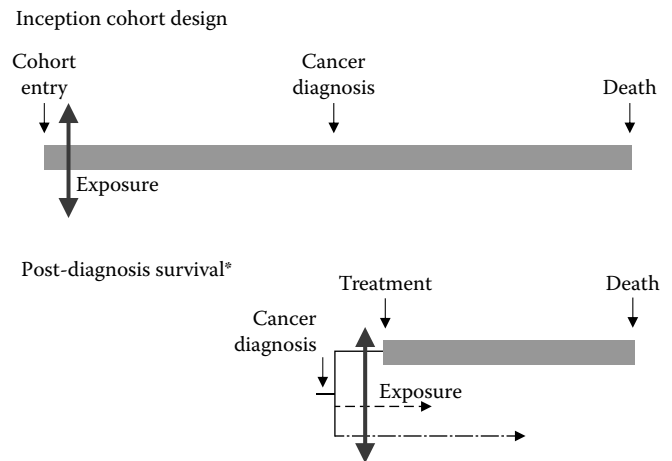 Inception cohort design
Cohort
entry
Cancer
diagnosis
Death
Exposure
Post-diagnosis survival*
Treatment
Death
Cancer
diagnosis
Exposure